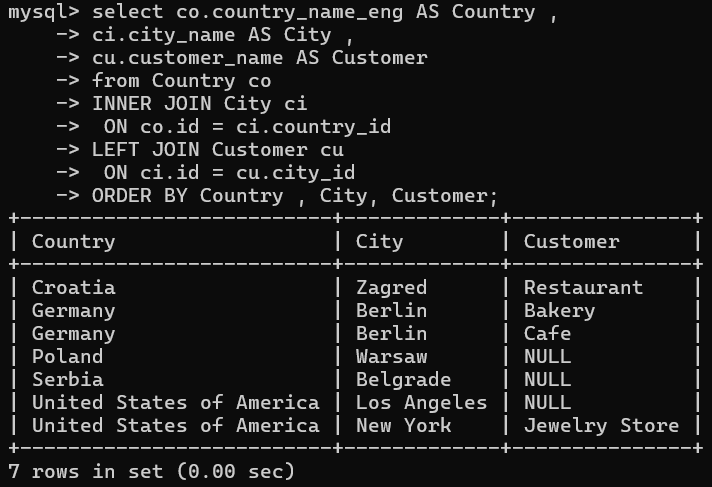 mysql> select co.country_name_eng AS Country ,
    -> ci.city_name AS City ,
    -> cu.customer_name AS Customer
    -> from Country co
    -> INNER JOIN City ci
    ->  ON co.id = ci.country_id
    -> LEFT JOIN Customer cu
    ->  ON ci.id = cu.city_id
    -> ORDER BY Country , City, Customer;
+--------------------------+-------------+---------------+
| Country                  | City        | Customer      |
+--------------------------+-------------+---------------+
| Croatia                  | Zagred      | Restaurant    |
| Germany                  | Berlin      | Bakery        |
| Germany                  | Berlin      | Cafe          |
| Poland                   | Warsaw      | NULL          |
| Serbia                   | Belgrade    | NULL          |
| United States of America | Los Angeles | NULL          |
| United States of America | New York    | Jewelry Store |
+--------------------------+-------------+---------------+
7 rows in set (0.00 sec)